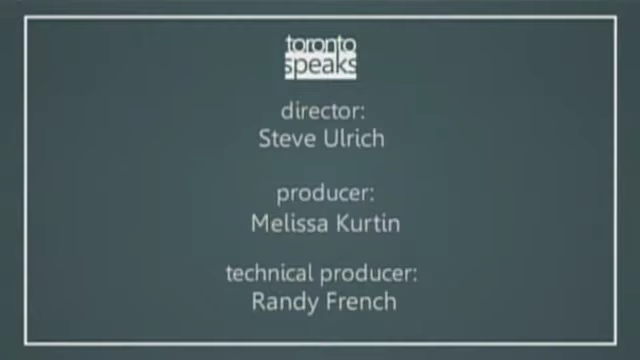 toronto
speaks
director:
Steve Ulrich
producer:
Melissa Kurtin
technical producer:
Randy French